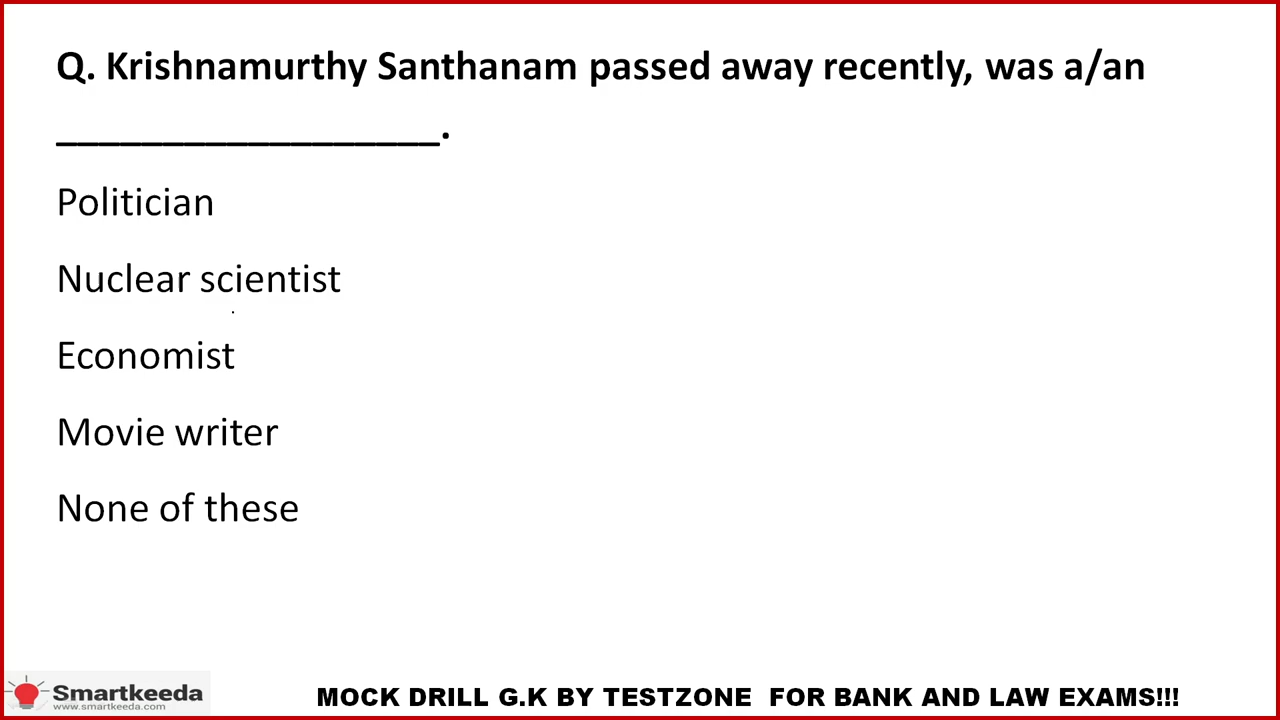 Q. Krishnamurthy Santhanam passed away recently, was a/an
__________________.
Politician
Nuclear scientist
Economist
Movie writer
None of these
Smartkeeda
www.smartkeeda.com
MOCK DRILL G.K BY TESTZONE FOR BANK AND LAW EXAMS!!!